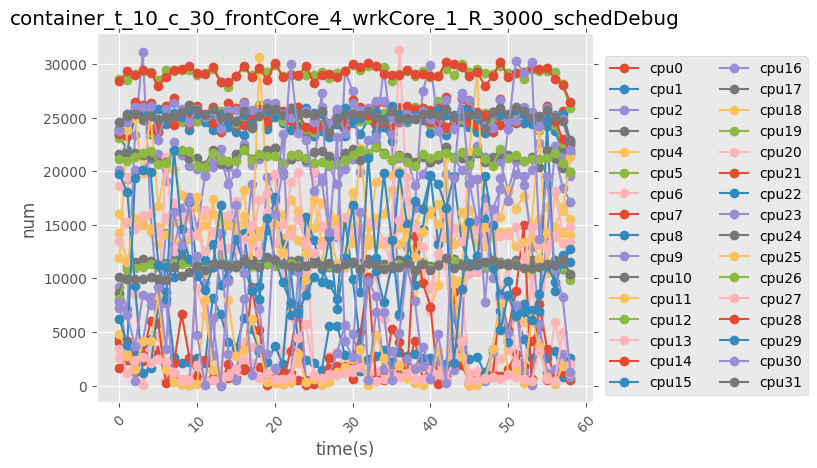 container_t_10_c_30_frontCore_4_wrkCore_1_R_3000_schedDebug
30000
25000
20000
15000
10000
5000
0
num
0
10
20
30
40
50
60
time(s)
cpu0
cpu1
cpu2
cpu3
cpu4
cpu5
cpu6
cpu7
cpu8
cpu9
cpu10
cpu11
cpu12
cpu13
cpu14
cpu15
cpu16
cpu17
cpu18
cpu19
cpu20
cpu21
cpu22
cpu23
cpu24
cpu25
cpu26
cpu27
cpu28
cpu29
cpu30
cpu31